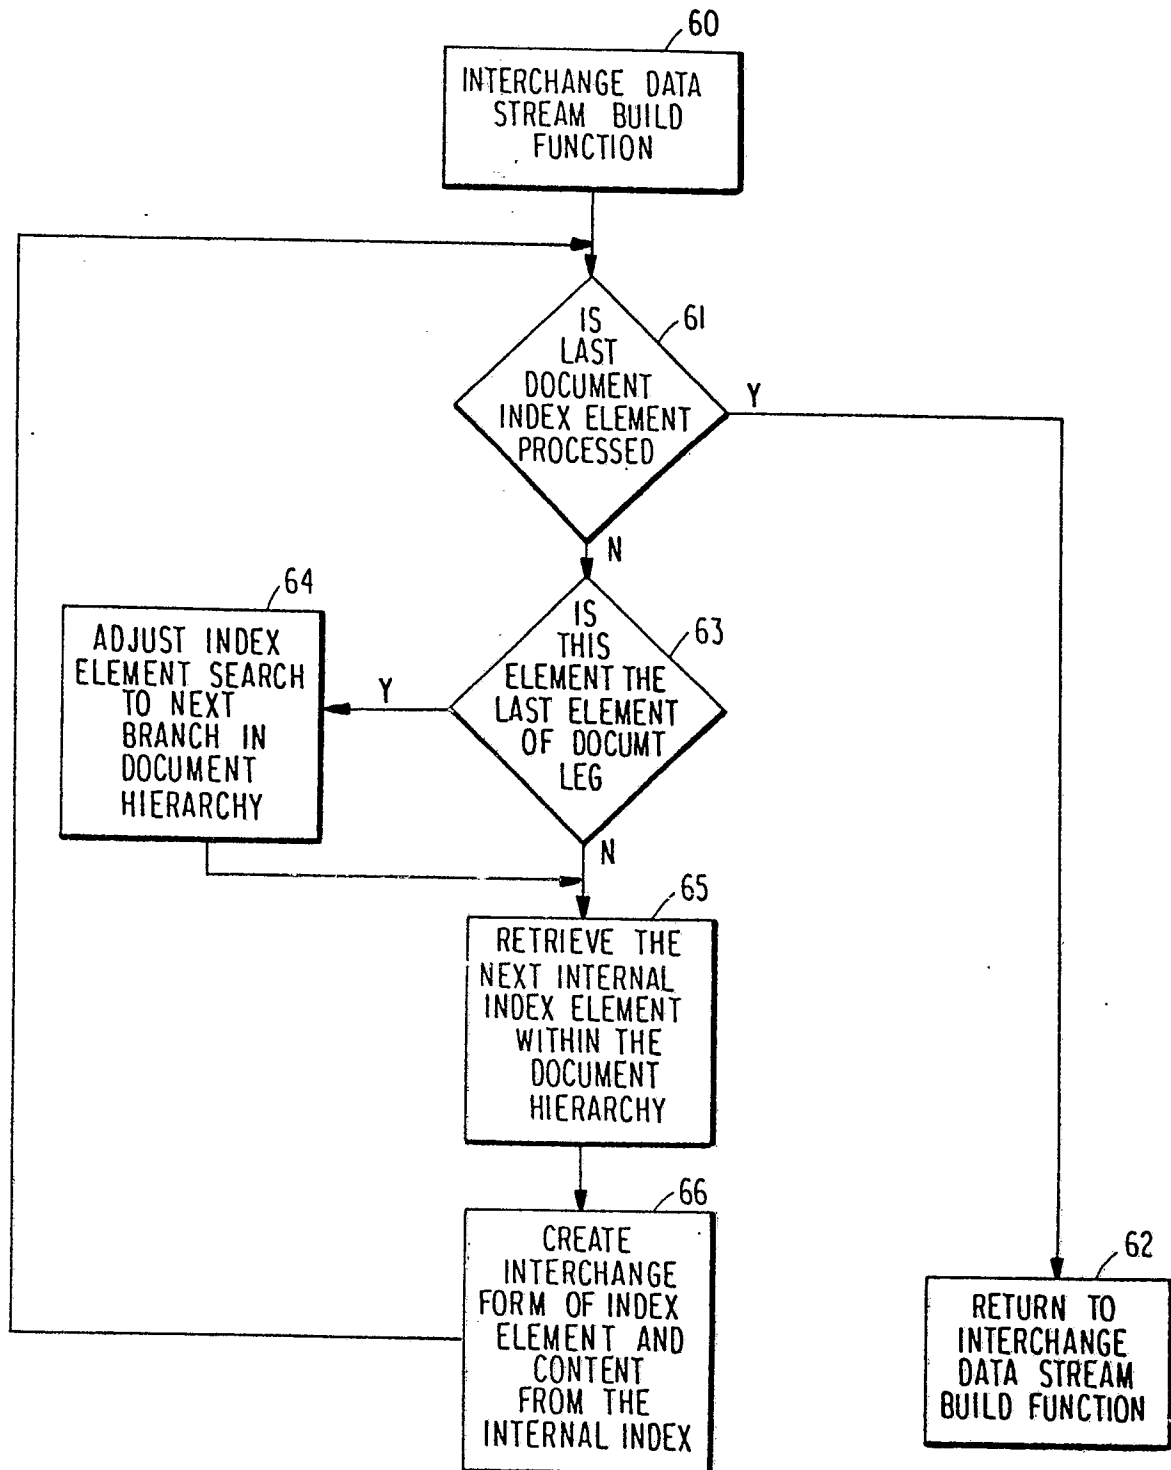 60
INTERCHANGE DATA
STREAM BUILD
FUNCTION
61
IS
LAST
DOCUMENT
INDEX ELEMENT
PROCESSED
Y
N
64
ADJUST INDEX
ELEMENT SEARCH
TO NEXT
BRANCH IN
DOCUMENT
HIERARCHY
Y
63
IS
THIS
ELEMENT THE
LAST ELEMENT
OF DOCUMT
LEG
N
65
RETRIEVE THE
NEXT INTERNAL
INDEX ELEMENT
WITHIN THE
DOCUMENT
HIERARCHY
66
CREATE
INTERCHANGE
FORM OF INDEX
ELEMENT AND
CONTENT
FROM THE
INTERNAL INDEX
62
RETURN TO
INTERCHANGE
DATA STREAM
BUILD FUNCTION